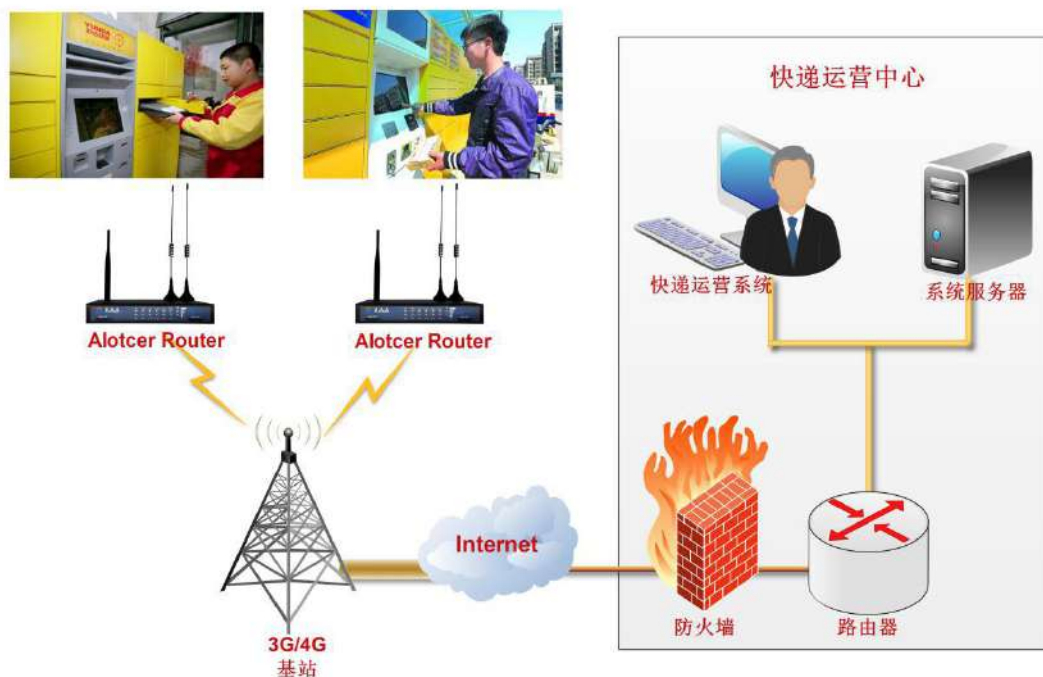 YUNDA
快递运营中心
快递运营系统
系统服务器
Alotcer Router
Alotcer Router
Internet
防火墙
路由器
3G/4G
基站